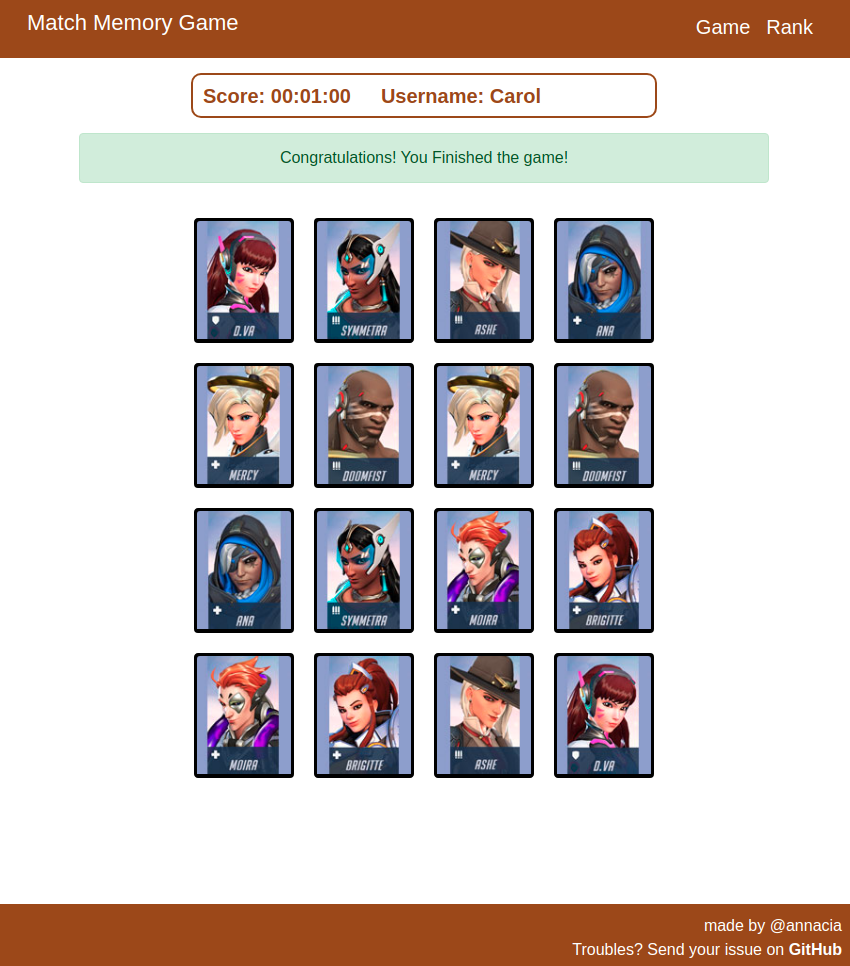 Match Memory Game
Game Rank
Score: 00:01:00 Username: Carol
Congratulations! You Finished the game!
D.VA SYMMETRA ASHE ANA
MERCY DOOMFIST MERCY DOOMFIST
ANA SYMMETRA MOIRA BRIGITTE
MOIRA BRIGITTE ASHE D.VA
made by @annacia
Troubles? Send your issue on GitHub